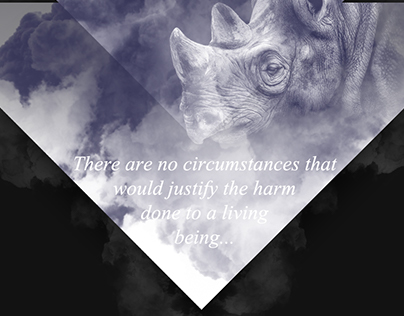 There are no circumstances that
would justify the harm
done to a living
being...